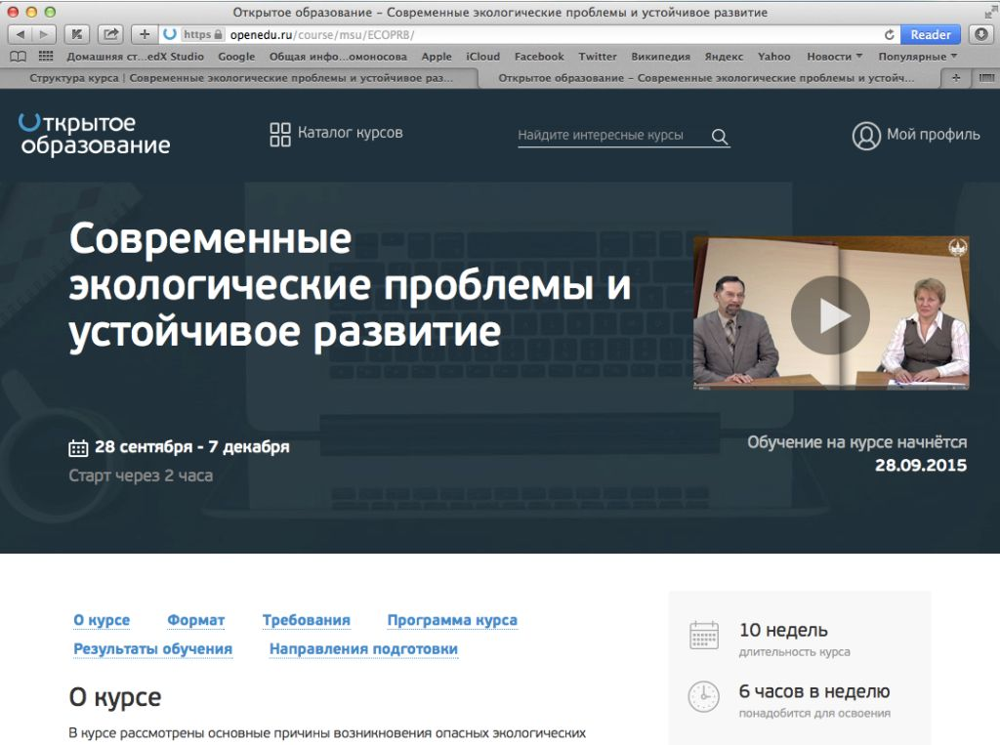 Открытое образование – Современные экологические проблемы и устойчивое развитие
https openedu.ru/course/msu/ECOPRB/ Reader
Домашняя ст...edX Studio Google Общая инфо...омоносова Apple iCloud Facebook Twitter Википедия Яндекс Yahoo Новости Популярные
Структура курса | Современные экологические проблемы и устойчивое раз... Открытое образование – Современные экологические проблемы и устойч...
Открытое
образование
Каталог курсов
Найдите интересные курсы
Мой профиль
Современные
экологические проблемы и
устойчивое развитие
28 сентября - 7 декабря
Старт через 2 часа
Обучение на курсе начнётся
28.09.2015
О курсе Формат Требования Программа курса
Результаты обучения Направления подготовки
О курсе
В курсе рассмотрены основные причины возникновения опасных экологических
10 недель
длительность курса
6 часов в неделю
понадобится для освоения